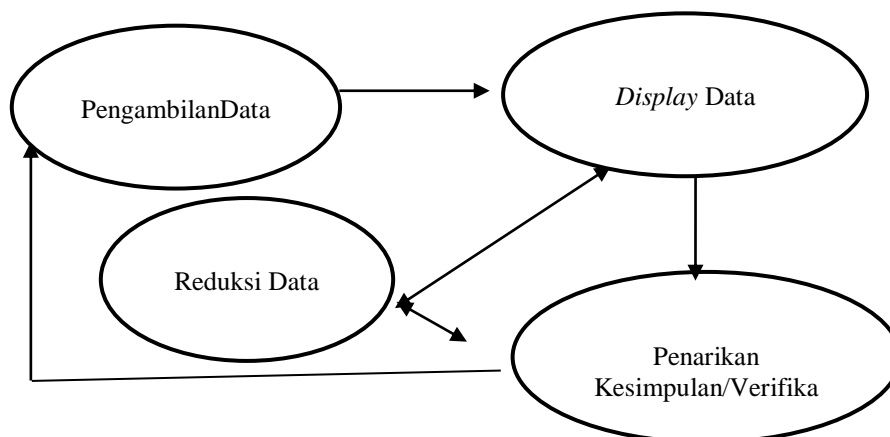 PengambilanData
Display Data
Reduksi Data
Penarikan
Kesimpulan/Verifika